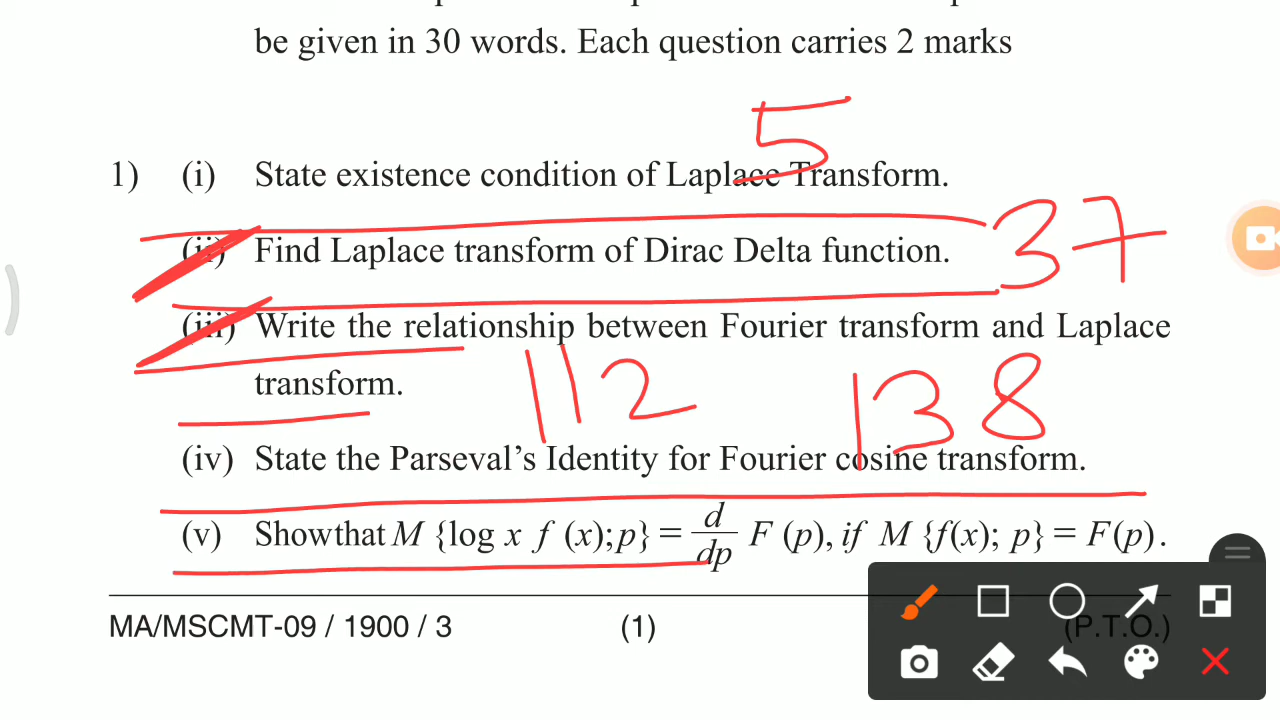 be given in 30 words. Each question carries 2 marks
5
1) (i) State existence condition of Laplace Transform.
(ii) Find Laplace transform of Dirac Delta function. 37
(iii) Write the relationship between Fourier transform and Laplace
transform. 112 138
(iv) State the Parseval's Identity for Fourier cosine transform.
(v) Showthat M {log x f (x); p} = d/dp F (p), if M {f(x); p} = F(p).
MA/MSCMT-09 / 1900 / 3 (1) (P.T.O.)